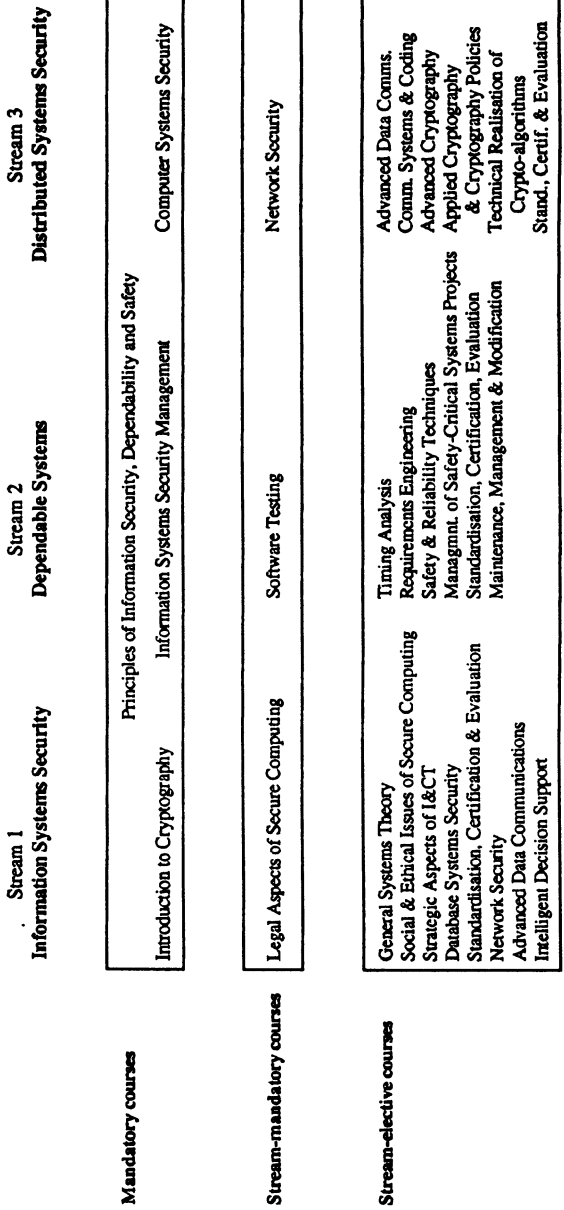 Stream 1
Information Systems Security
Stream 2
Dependable Systems
Stream 3
Distributed Systems Security
Mandatory courses
Principles of Information Security, Dependability and Safety
Introduction to Cryptography
Information Systems Security Management
Computer Systems Security
Stream-mandatory courses
Legal Aspects of Secure Computing
Software Testing
Network Security
Stream-elective courses
General Systems Theory
Social & Ethical Issues of Secure Computing
Strategic Aspects of I&CT
Database Systems Security
Standardisation, Certification & Evaluation
Network Security
Advanced Data Communications
Intelligent Decision Support
Timing Analysis
Requirements Engineering
Safety & Reliability Techniques
Managmnt. of Safety-Critical Systems Projects
Standardisation, Certification, Evaluation
Maintenance, Management & Modification
Advanced Data Comms.
Comm. Systems & Coding
Advanced Cryptography
Applied Cryptography
& Cryptography Policies
Technical Realisation of
Crypto-algorithms
Stand., Certif. & Evaluation